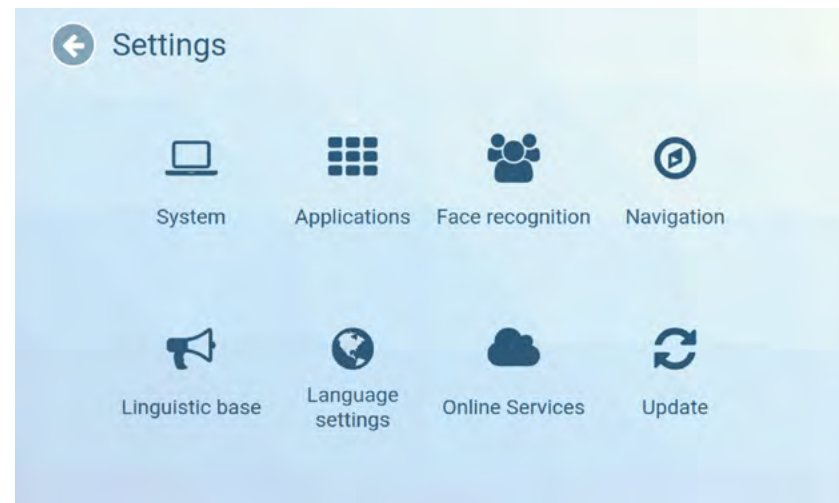 Settings
System
Applications
Face recognition
Navigation
Linguistic base
Language
settings
Online Services
Update